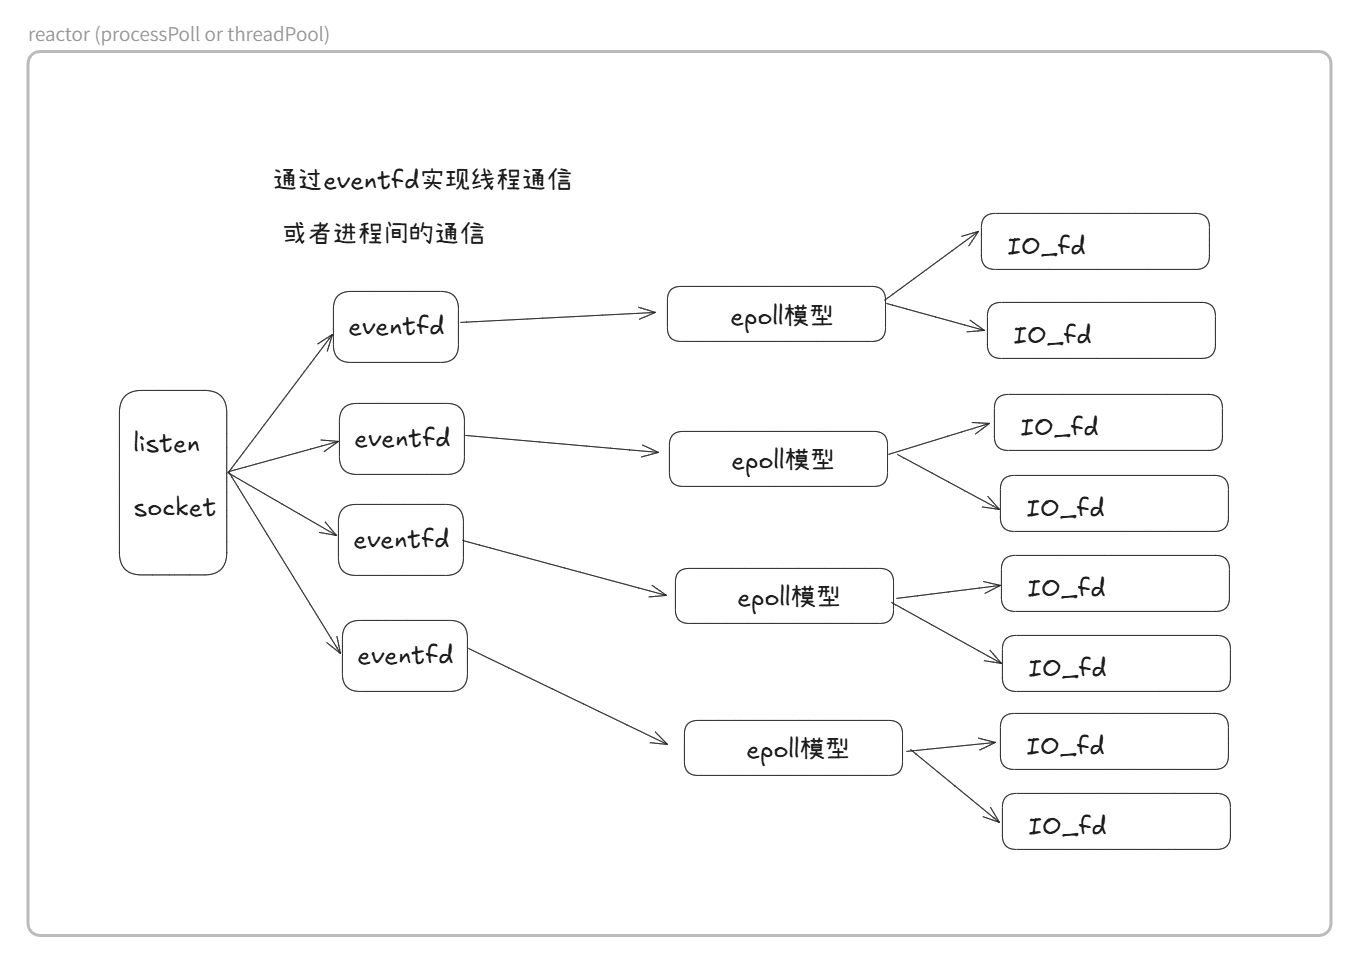 reactor (processPoll or threadPool)
通过eventfd实现线程通信
或者进程间的通信
listen
socket
eventfd
eventfd
eventfd
eventfd
epoll模型
epoll模型
epoll模型
epoll模型
IO_fd
IO_fd
IO_fd
IO_fd
IO_fd
IO_fd
IO_fd
IO_fd